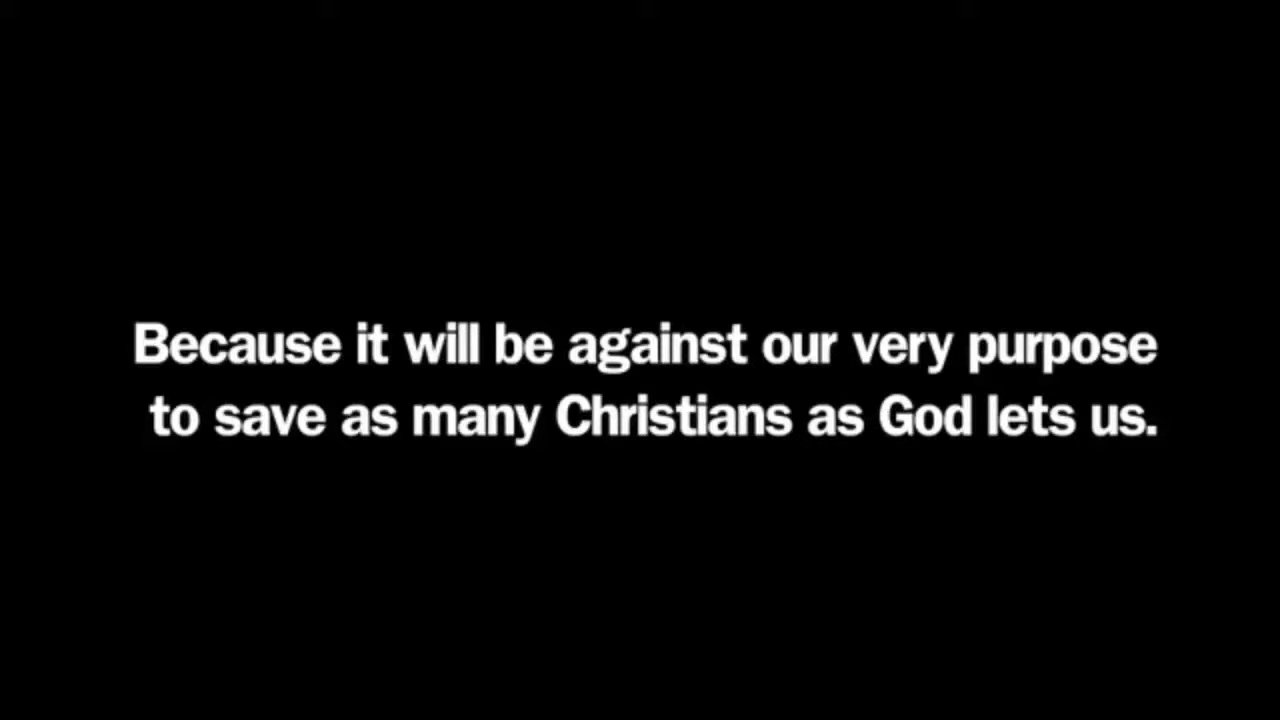 Because it will be against our very purpose
to save as many Christians as God lets us.